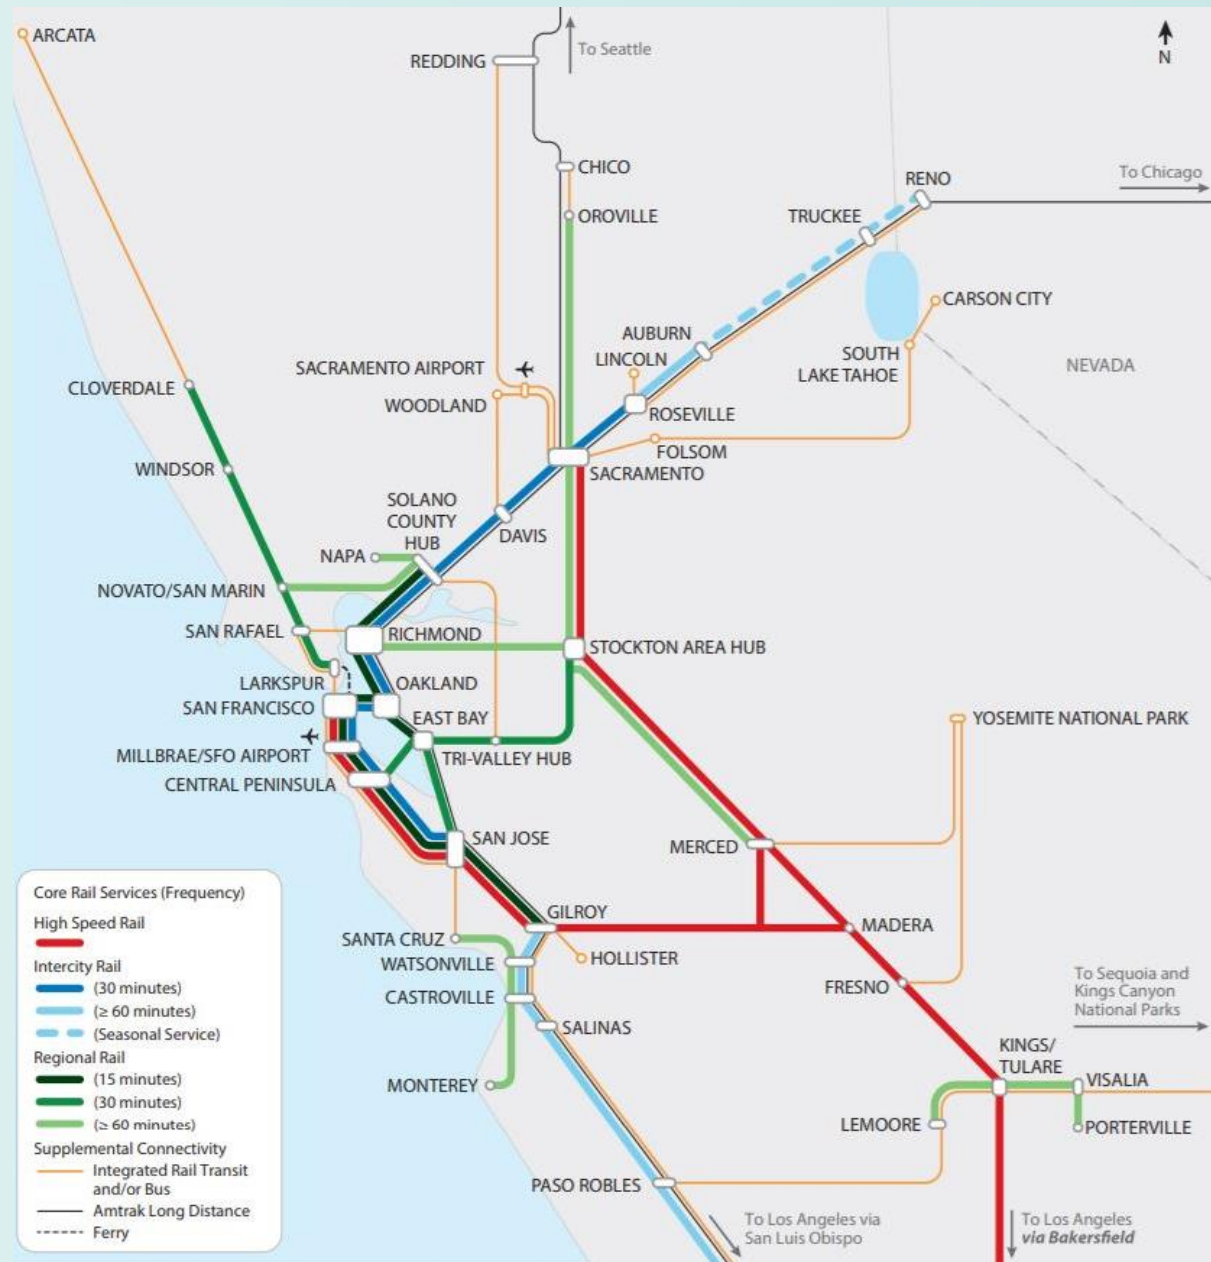 ARCATA
REDDING
To Seattle
N
CHICO
OROVILLE
RENO
To Chicago
TRUCKEE
CARSON CITY
AUBURN
LINCOLN
SOUTH
LAKE TAHOE
NEVADA
SACRAMENTO AIRPORT
WOODLAND
ROSEVILLE
FOLSOM
SACRAMENTO
CLOVERDALE
WINDSOR
SOLANO
COUNTY
HUB
DAVIS
NAPA
NOVATO/SAN MARIN
SAN RAFAEL
RICHMOND
STOCKTON AREA HUB
LARKSPUR
OAKLAND
SAN FRANCISCO
EAST BAY
MILLBRAE/SFO AIRPORT
TRI-VALLEY HUB
CENTRAL PENINSULA
YOSEMITE NATIONAL PARK
SAN JOSE
MERCED
GILROY
MADERA
SANTA CRUZ
WATSONVILLE
HOLLISTER
CASTROVILLE
FRESNO
SALINAS
To Sequoia and
Kings Canyon
National Parks
KINGS/
TULARE
VISALIA
MONTEREY
LEMOORE
PORTERVILLE
PASO ROBLES
To Los Angeles via
San Luis Obispo
To Los Angeles
via Bakersfield
Core Rail Services (Frequency)
High Speed Rail
Intercity Rail
(30 minutes)
(≥ 60 minutes)
(Seasonal Service)
Regional Rail
(15 minutes)
(30 minutes)
(≥ 60 minutes)
Supplemental Connectivity
Integrated Rail Transit
and/or Bus
Amtrak Long Distance
Ferry